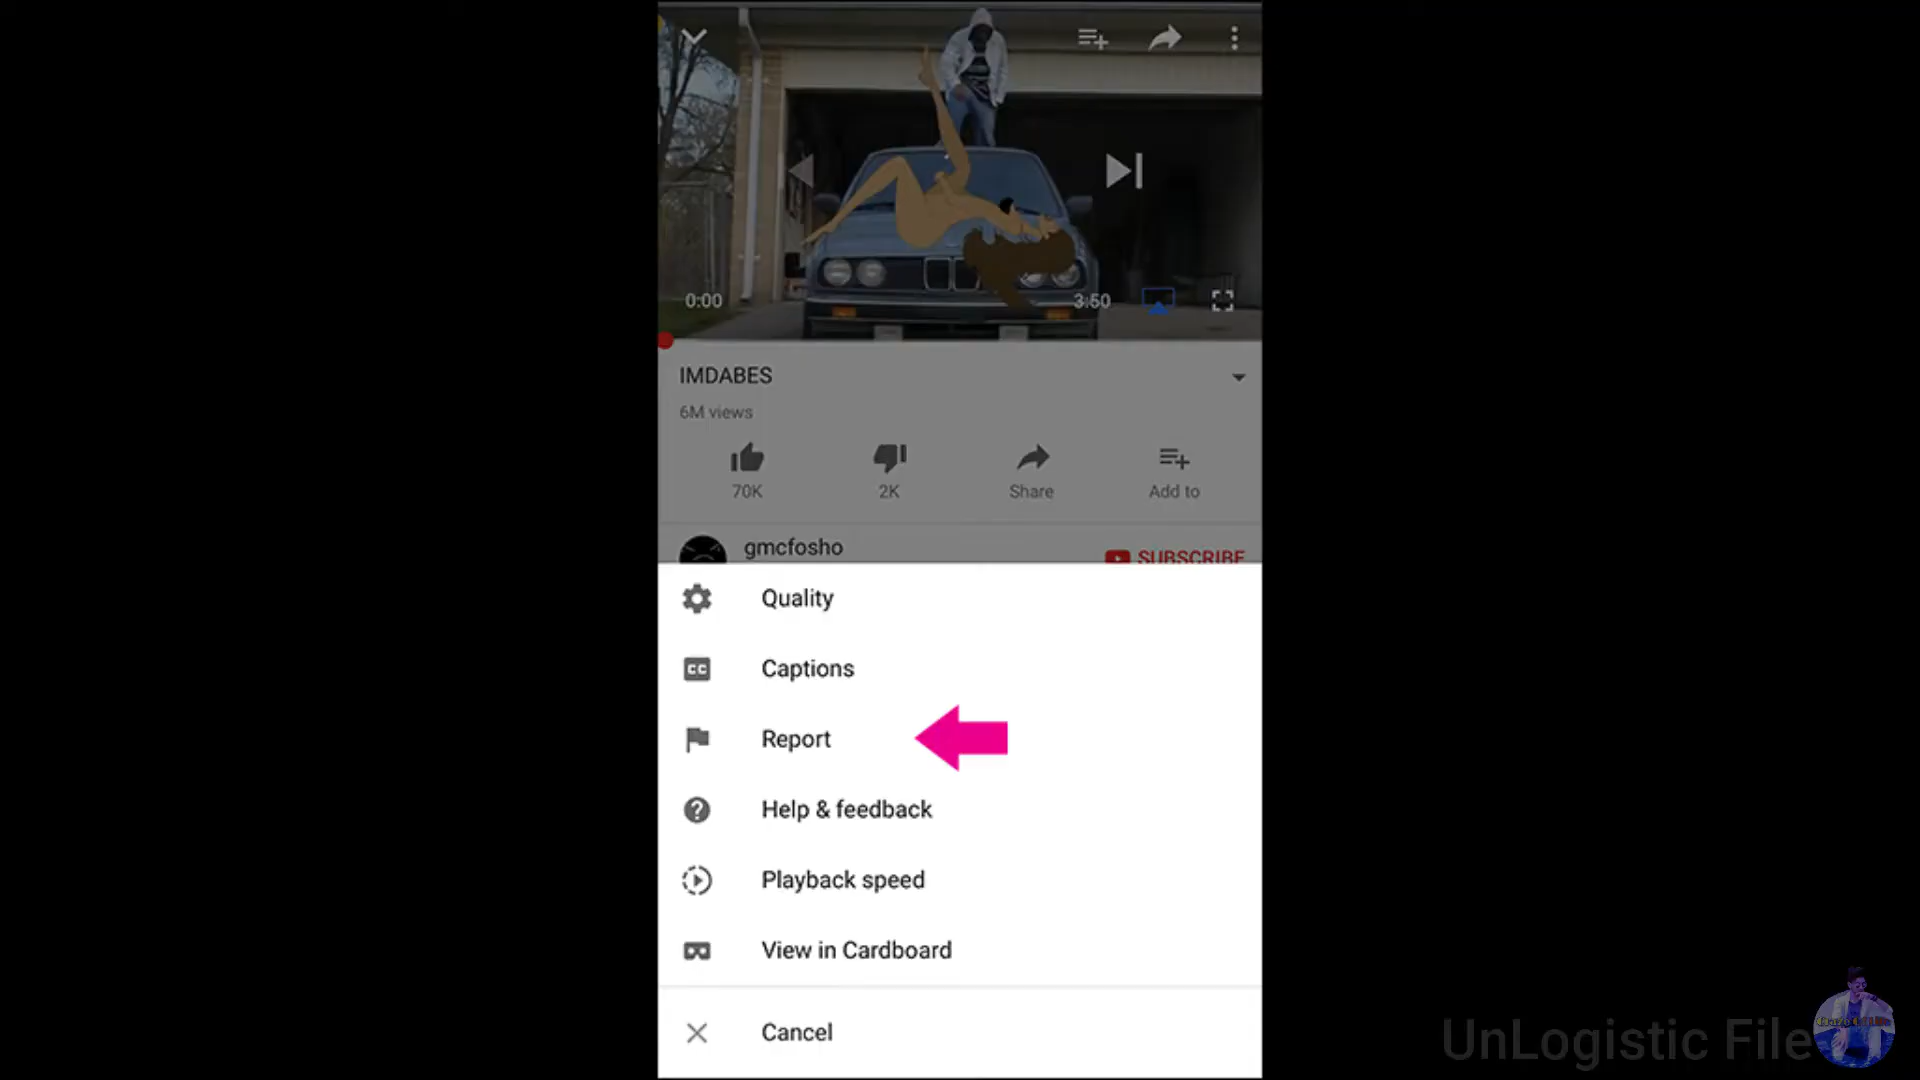 0:00
3:50
IMDABES
6M views
70K
2K
Share
Add to
gmcfosho
SUBSCRIBE
Quality
CC
Captions
Report
Help & feedback
Playback speed
View in Cardboard
Cancel
UnLogistic File